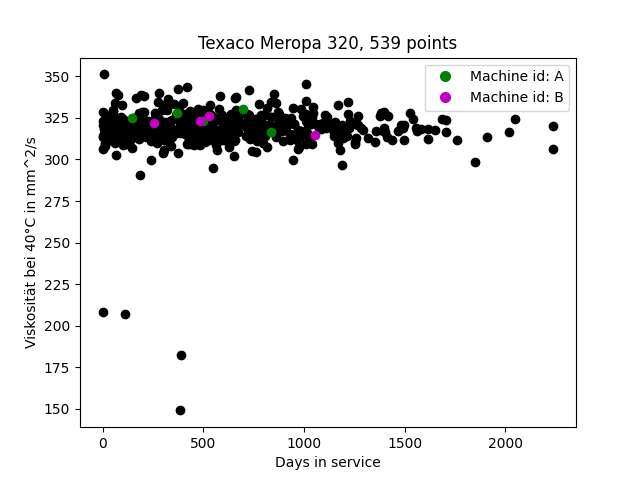 Texaco Meropa 320, 539 points
Machine id: A
Machine id: B
Viskosität bei 40°C in mm^2/s
350
325
300
275
250
225
200
175
150
0
500
1000
1500
2000
Days in service